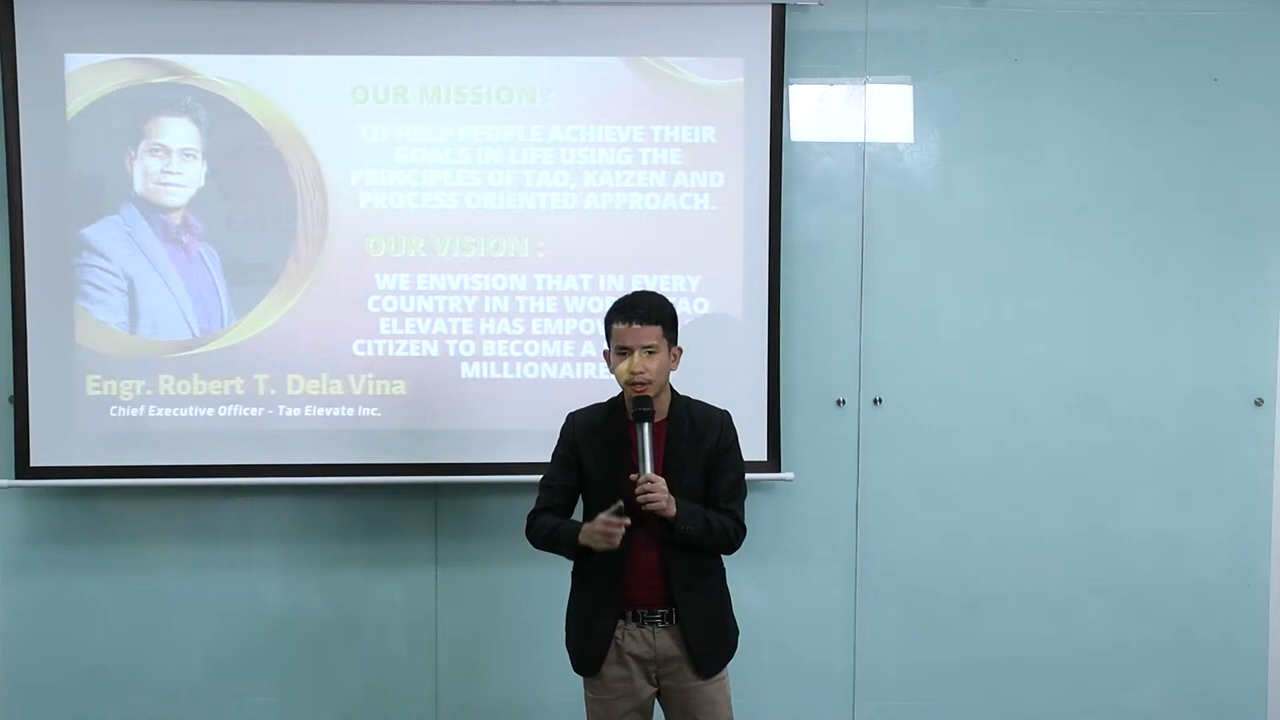 OUR MISSION:
TO HELP PEOPLE ACHIEVE THEIR
GOALS IN LIFE USING THE
PRINCIPLES OF TAO, KAIZEN AND
PROCESS ORIENTED APPROACH.
OUR VISION :
WE ENVISION THAT IN EVERY
COUNTRY IN THE
ELEVATE HAS
CITIZEN TO BECOME A
MILLIONAIRE
Engr. Robert T. Dela Vina
Chief Executive Officer - Tao Elevate Inc.